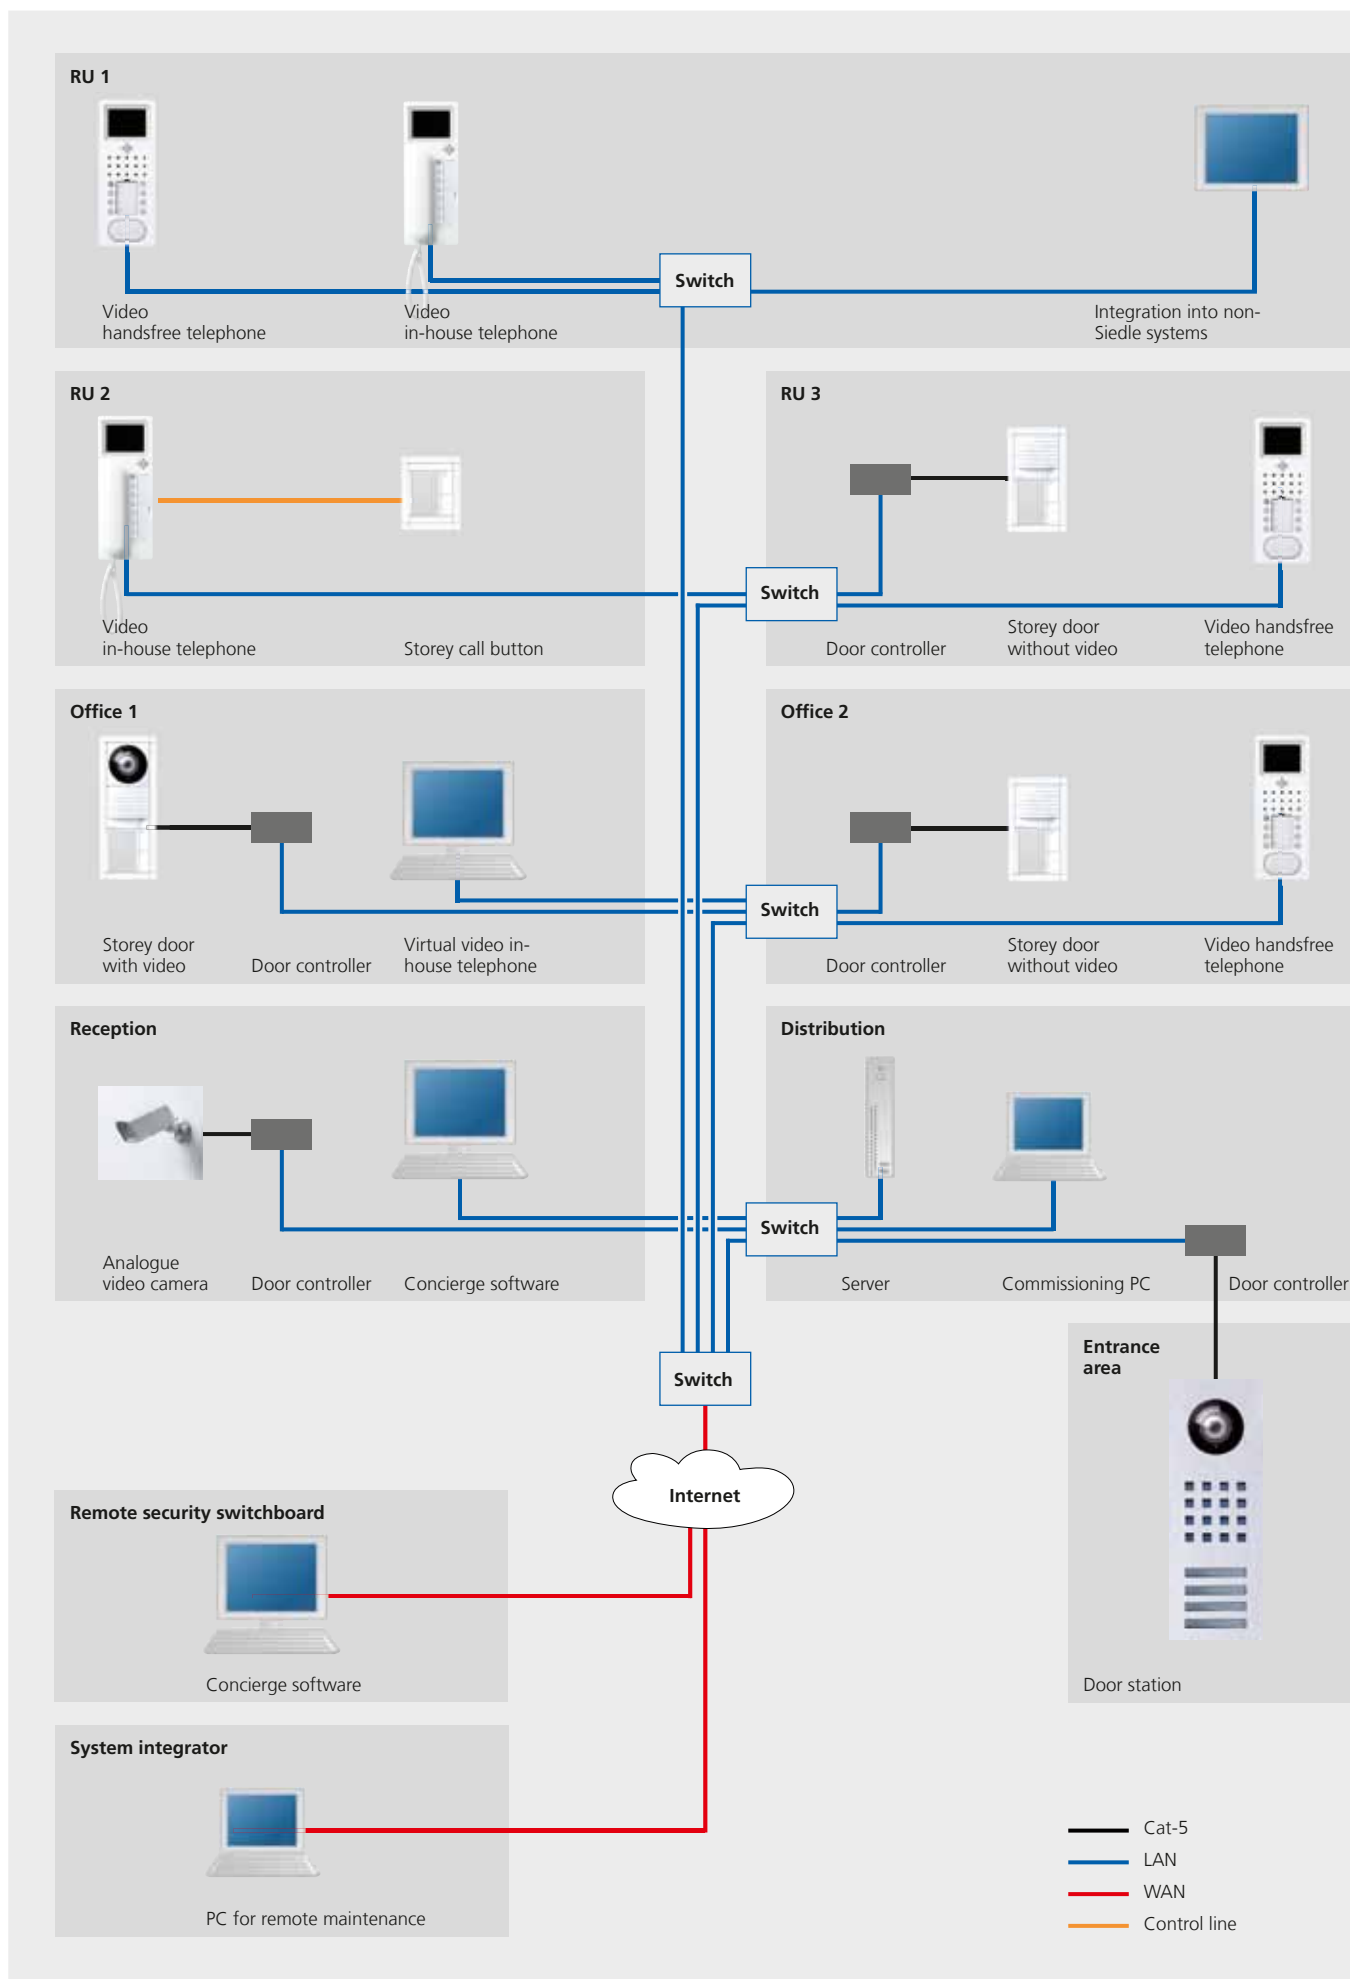 RU 1
Switch
Video
handsfree telephone
Video
in-house telephone
Integration into non-
Siedle systems
RU 2
Video
in-house telephone
Storey call button
RU 3
Switch
Door controller
Storey door
without video
Video handsfree
telephone
Office 1
Storey door
with video
Door controller
Virtual video in-
house telephone
Office 2
Switch
Door controller
Storey door
without video
Video handsfree
telephone
Reception
Analogue
video camera
Door controller
Concierge software
Distribution
Switch
Server
Commissioning PC
Door controller
Entrance
area
Door station
Switch
Internet
Remote security switchboard
Concierge software
System integrator
PC for remote maintenance
Cat-5
LAN
WAN
Control line